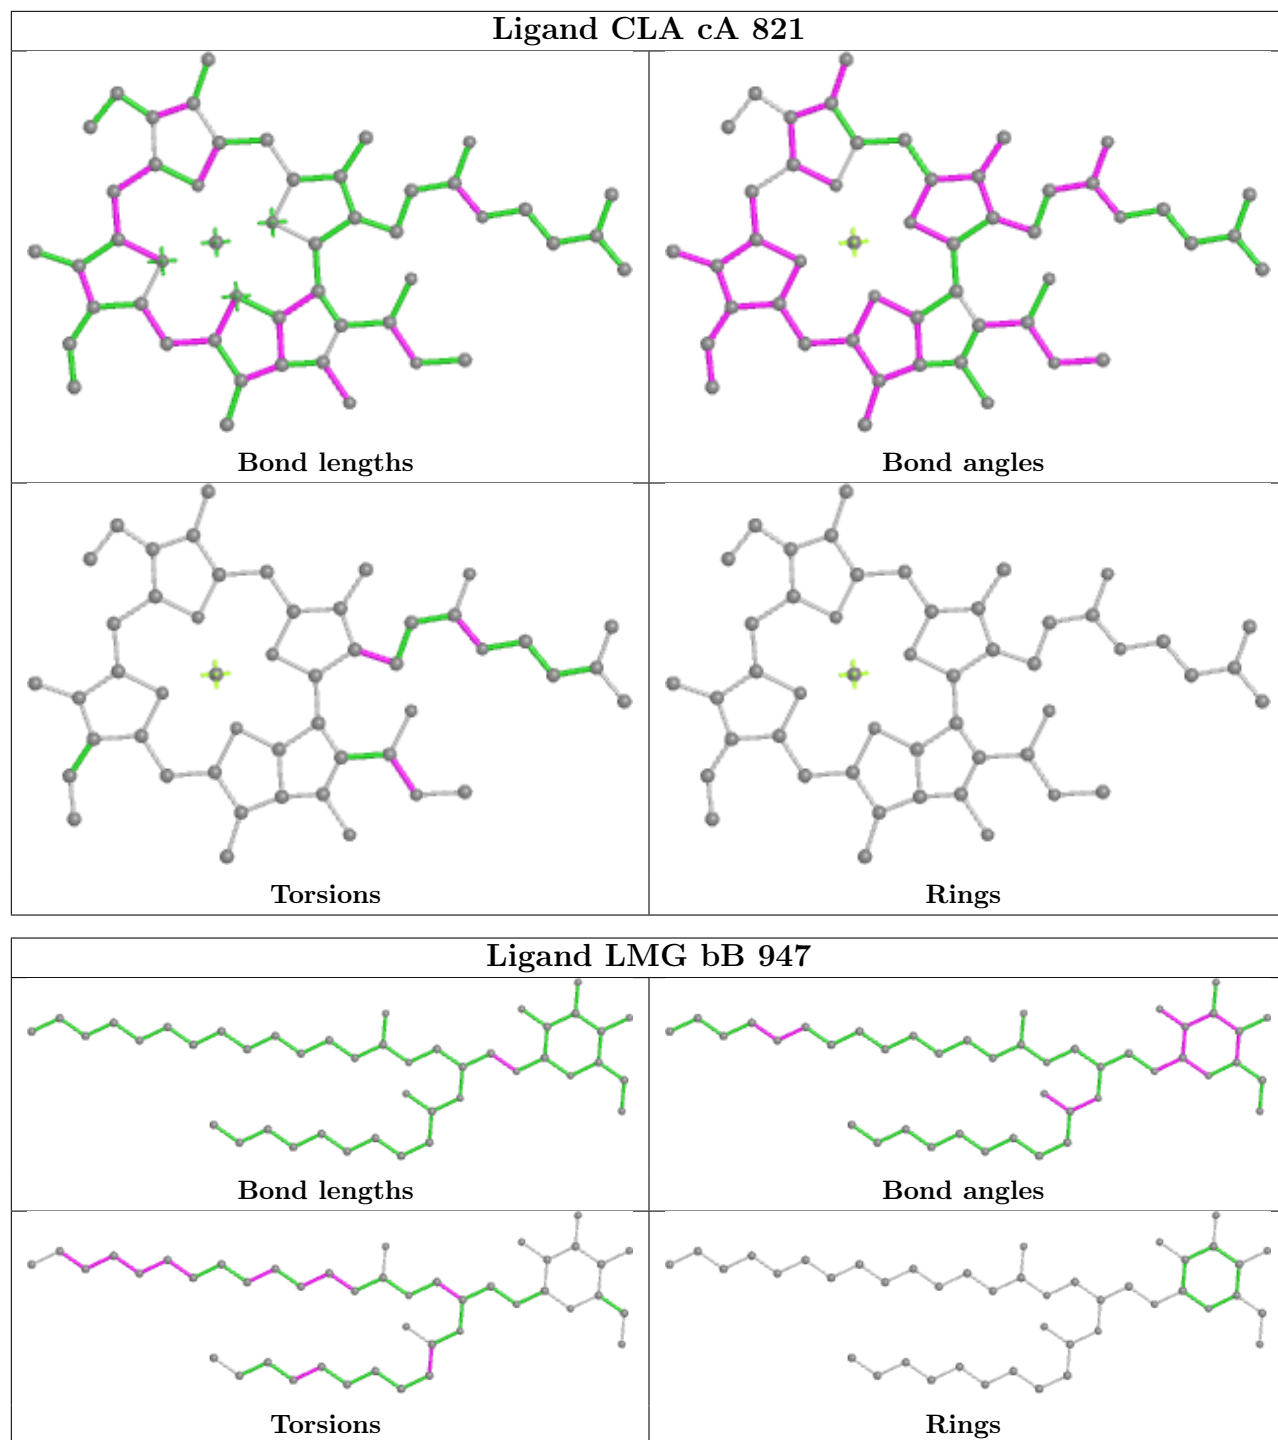 Ligand CLA cA 821
Bond lengths
Bond angles
Torsions
Rings
Ligand LMG bB 947
Bond lengths
Bond angles
Torsions
Rings